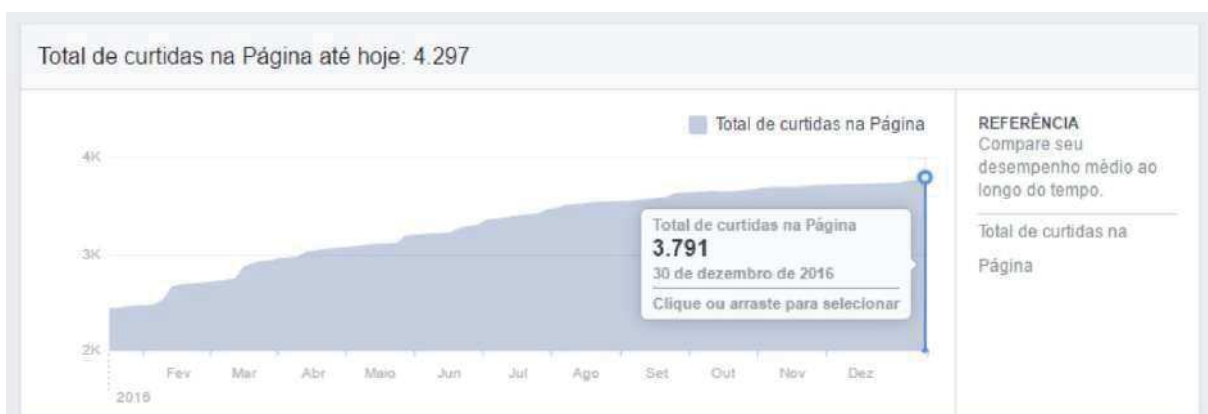 Total de curtidas na Página até hoje: 4.297
Total de curtidas na Página
4K
3K
2K
Total de curtidas na Página
3.791
30 de dezembro de 2016
Clique ou arraste para selecionar
Fev Mar Abr Maio Jun Jul Ago Set Out Nov Dez
2016
REFERÊNCIA
Compare seu
desempenho médio ao
longo do tempo.
Total de curtidas na
Página